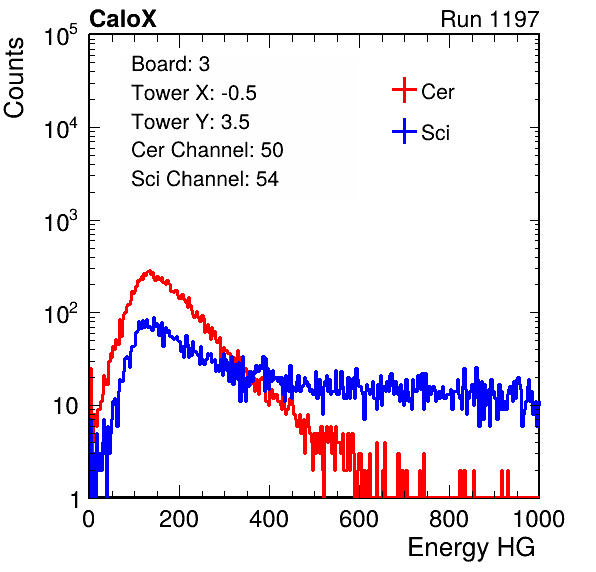 CaloX Run 1197
Counts
10^5
10^4
10^3
10^2
10
1
Board: 3
Tower X: -0.5
Tower Y: 3.5
Cer Channel: 50
Sci Channel: 54
Cer
Sci
0 200 400 600 800 1000
Energy HG